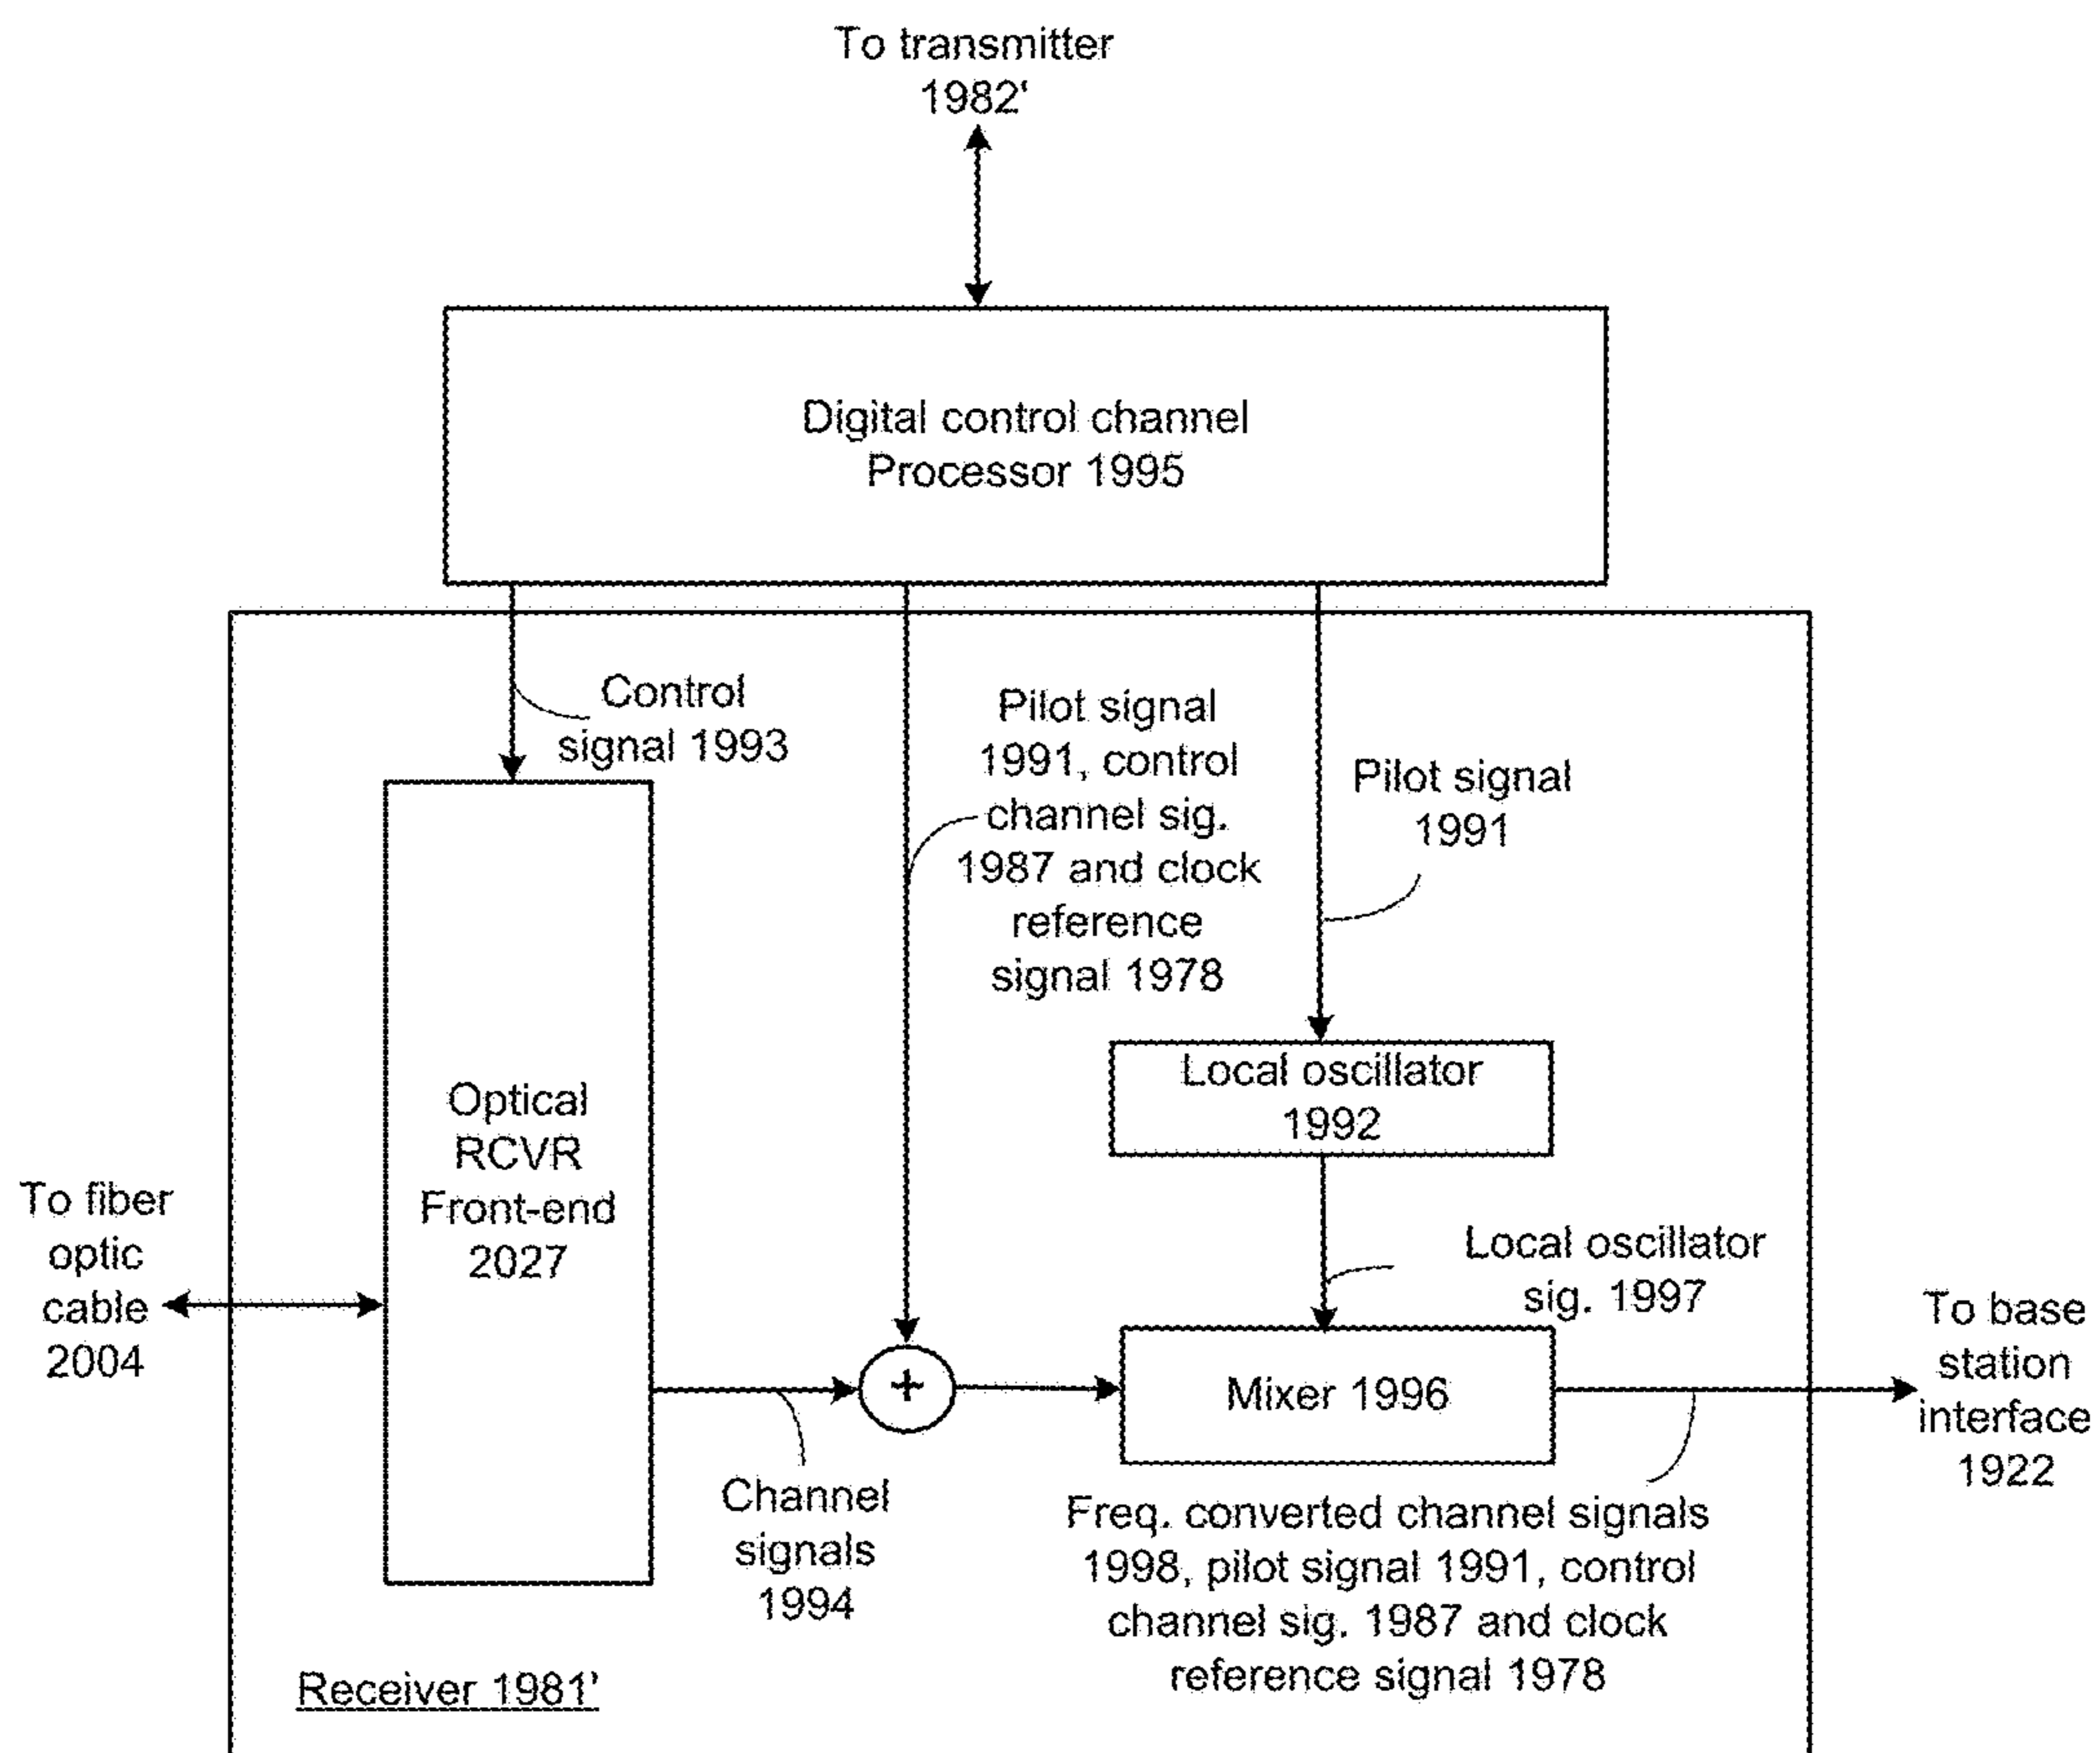 To transmitter
1982'
Digital control channel
Processor 1995
Control
signal 1993
Pilot signal
1991, control
channel sig.
1987 and clock
reference
signal 1978
Pilot signal
1991
Local oscillator
1992
Optical
RCVR
Front-end
2027
To fiber
optic
cable
2004
Local oscillator
sig. 1997
+
Mixer 1996
To base
station
interface
1922
Channel
signals
1994
Freq. converted channel signals
1998, pilot signal 1991, control
channel sig. 1987 and clock
reference signal 1978
Receiver 1981'